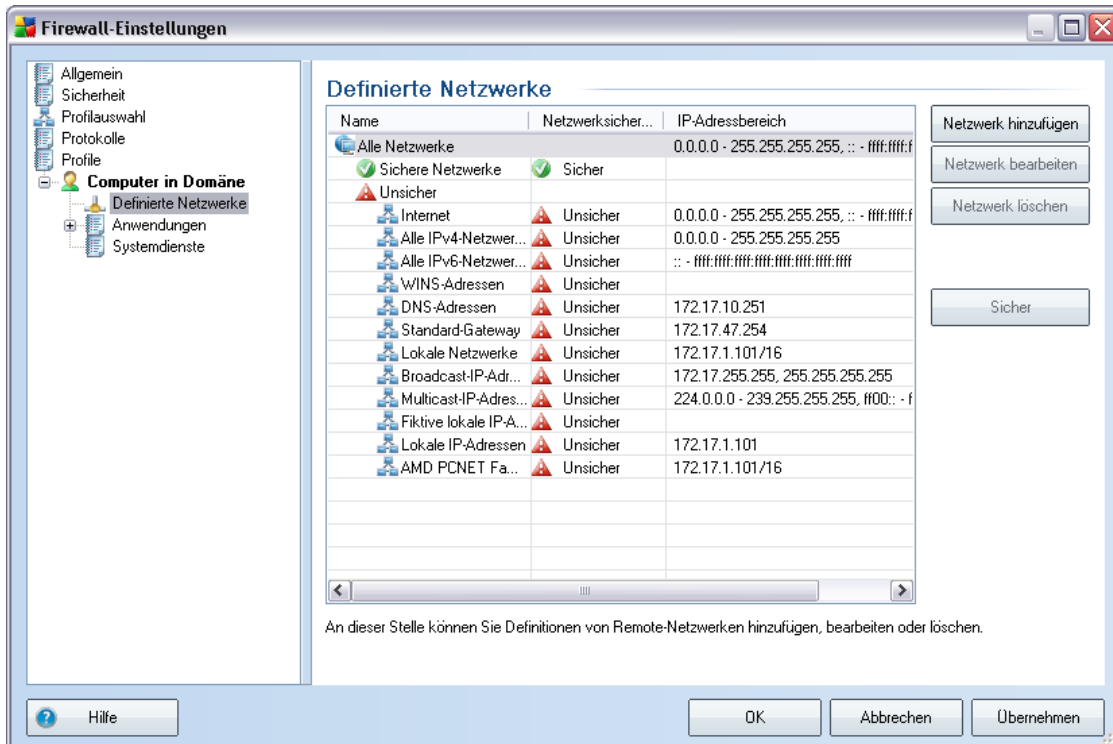 Firewall-Einstellungen
Allgemein
Sicherheit
Profilauswahl
Protokolle
Profile
Computer in Domäne
Definierte Netzwerke
Anwendungen
Systemdienste
Definierte Netzwerke
Name Netzwerksicher... IP-Adressbereich
Alle Netzwerke 0.0.0.0 - 255.255.255.255, :: - ffff:ffff:f
Sichere Netzwerke Sicher
Unsicher
Internet Unsicher 0.0.0.0 - 255.255.255.255, :: - ffff:ffff:f
Alle IPv4-Netzwer... Unsicher 0.0.0.0 - 255.255.255.255
Alle IPv6-Netzwer... Unsicher :: - ffff:ffff:ffff:ffff:ffff:ffff:ffff:ffff
WINS-Adressen Unsicher
DNS-Adressen Unsicher 172.17.10.251
Standard-Gateway Unsicher 172.17.47.254
Lokale Netzwerke Unsicher 172.17.1.101/16
Broadcast-IP-Adr... Unsicher 172.17.255.255, 255.255.255.255
Multicast-IP-Adres... Unsicher 224.0.0.0 - 239.255.255.255, ff00:: - f
Fiktive lokale IP-A... Unsicher
Lokale IP-Adressen Unsicher 172.17.1.101
AMD PCNET Fa... Unsicher 172.17.1.101/16
Netzwerk hinzufügen
Netzwerk bearbeiten
Netzwerk löschen
Sicher
An dieser Stelle können Sie Definitionen von Remote-Netzwerken hinzufügen, bearbeiten oder löschen.
Hilfe
OK
Abbrechen
Übernehmen